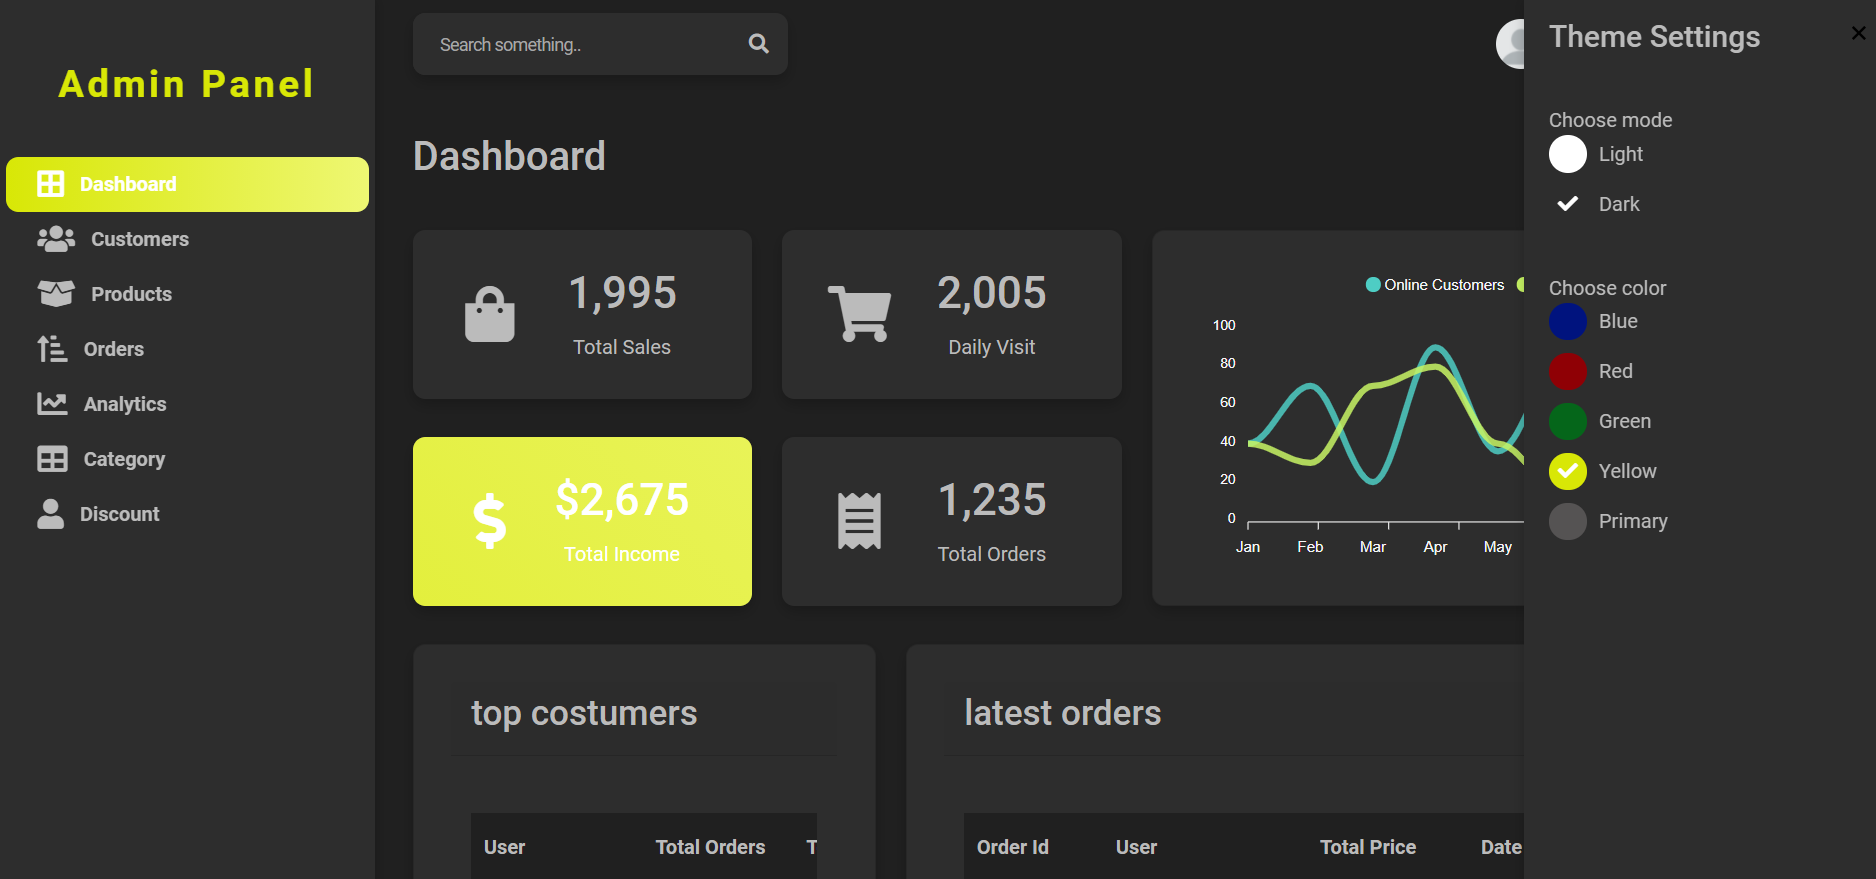 Admin Panel
Dashboard
Customers
Products
Orders
Analytics
Category
Discount
Search something..
Dashboard
1,995
Total Sales
2,005
Daily Visit
$2,675
Total Income
1,235
Total Orders
Online Customers
100
80
60
40
20
0
Jan Feb Mar Apr May
top costumers
User Total Orders T
latest orders
Order Id User Total Price Date
Theme Settings
Choose mode
Light
Dark
Choose color
Blue
Red
Green
Yellow
Primary